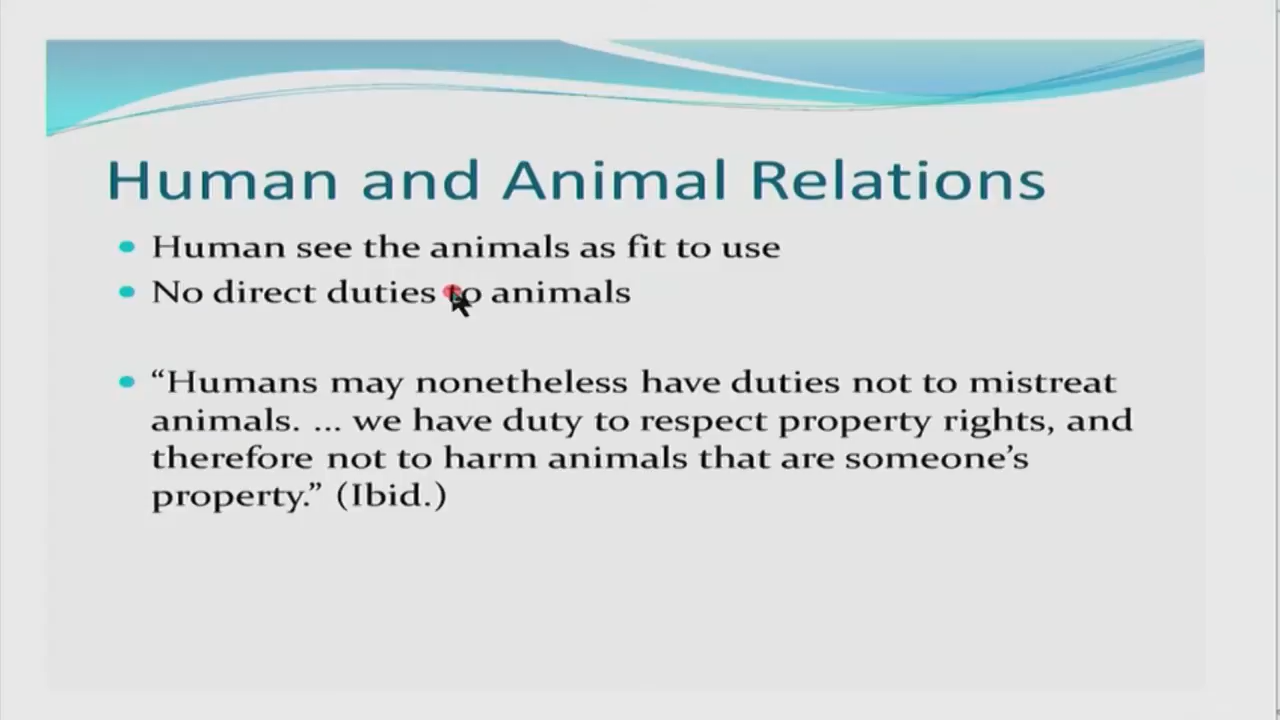 Human and Animal Relations
Human see the animals as fit to use
No direct duties to animals
“Humans may nonetheless have duties not to mistreat
animals. ... we have duty to respect property rights, and
therefore not to harm animals that are someone’s
property.” (Ibid.)